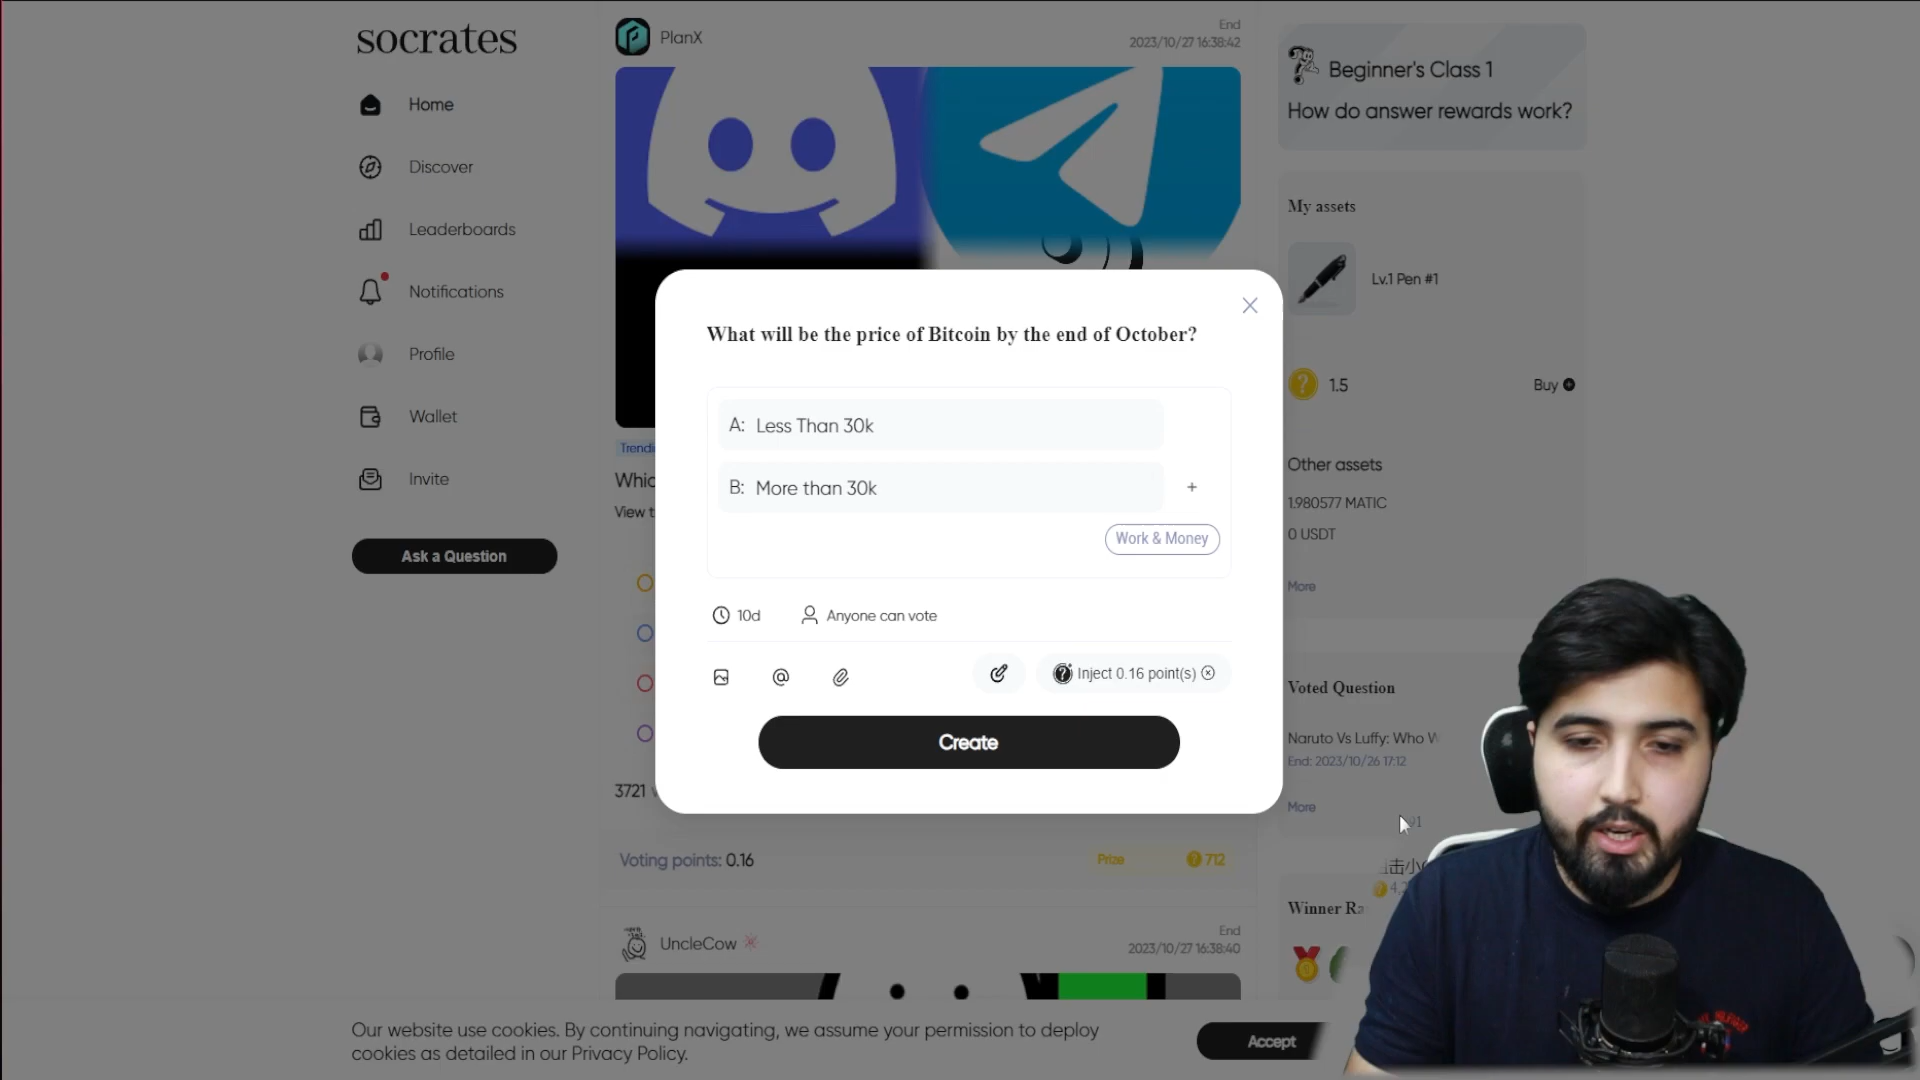 socrates
Home
Discover
Leaderboards
Notifications
Profile
Wallet
Invite
Ask a Question
PlanX
End
2023/10/27 16:38:42
What will be the price of Bitcoin by the end of October?
A: Less Than 30k
B: More than 30k
+
Work & Money
10d
Anyone can vote
@
Inject 0.16 point(s)
Create
View
3721
Voting points: 0.16
Prize
712
UncleCow
End
2023/10/27 16:38:40
Beginner's Class 1
How do answer rewards work?
My assets
Lv.1 Pen #1
1.5
Buy
Other assets
1.980577 MATIC
0 USDT
More
Voted Question
Naruto Vs Luffy: Who
End: 2023/10/26 17:12
More
Winner
Our website use cookies. By continuing navigating, we assume your permission to deploy
cookies as detailed in our Privacy Policy.
Accept